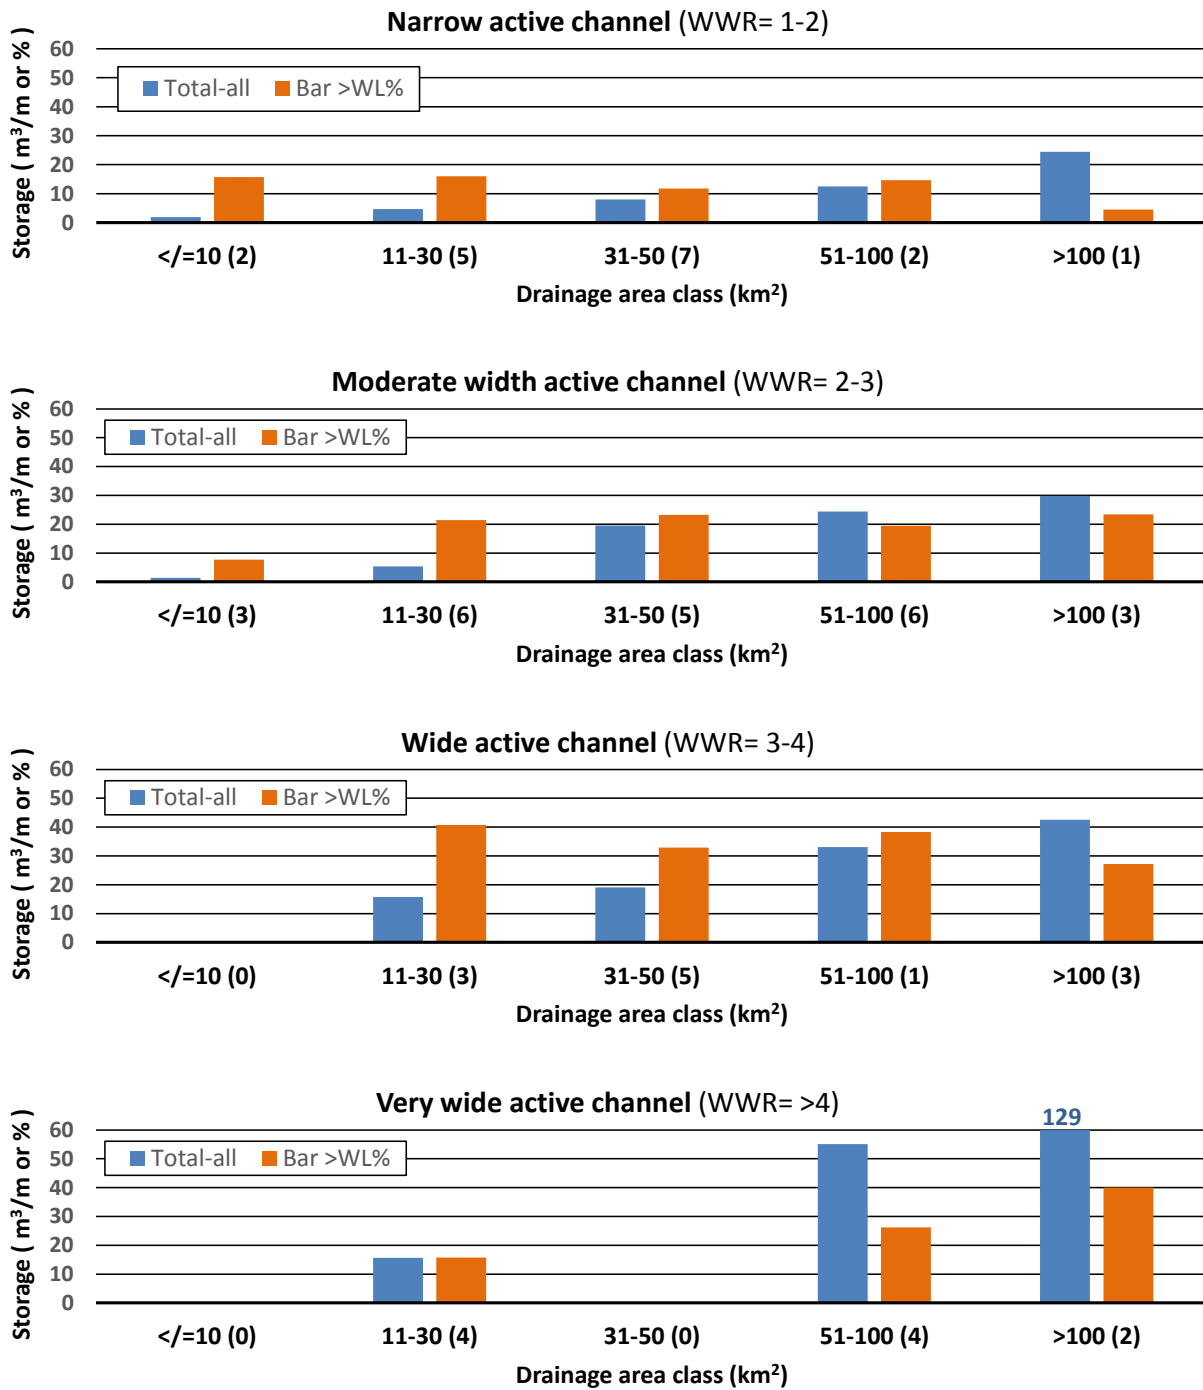 Narrow active channel (WWR= 1-2)
Storage ( m³/m or % )
60
50
40
30
20
10
0
Total-all Bar >WL%
</=10 (2) 11-30 (5) 31-50 (7) 51-100 (2) >100 (1)
Drainage area class (km²)
Moderate width active channel (WWR= 2-3)
Storage ( m³/m or % )
60
50
40
30
20
10
0
Total-all Bar >WL%
</=10 (3) 11-30 (6) 31-50 (5) 51-100 (6) >100 (3)
Drainage area class (km²)
Wide active channel (WWR= 3-4)
Storage ( m³/m or % )
60
50
40
30
20
10
0
Total-all Bar >WL%
</=10 (0) 11-30 (3) 31-50 (5) 51-100 (1) >100 (3)
Drainage area class (km²)
Very wide active channel (WWR= >4)
Storage ( m³/m or % )
129
60
50
40
30
20
10
0
Total-all Bar >WL%
</=10 (0) 11-30 (4) 31-50 (0) 51-100 (4) >100 (2)
Drainage area class (km²)